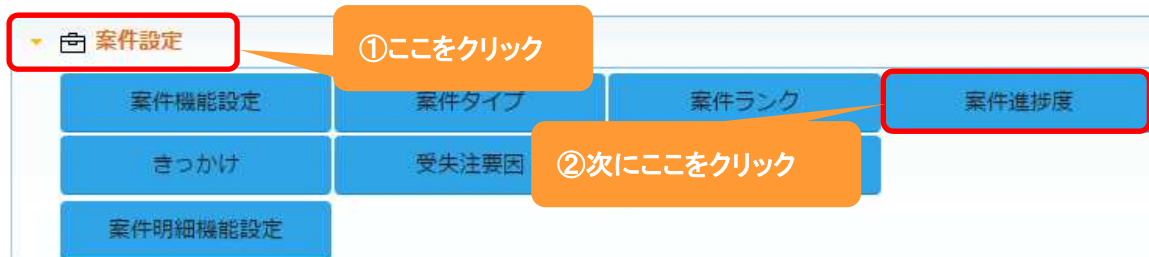 案件設定
①ここをクリック
案件機能設定
案件タイプ
案件ランク
案件進捗度
きっかけ
受失注要因
②次にここをクリック
案件明細機能設定